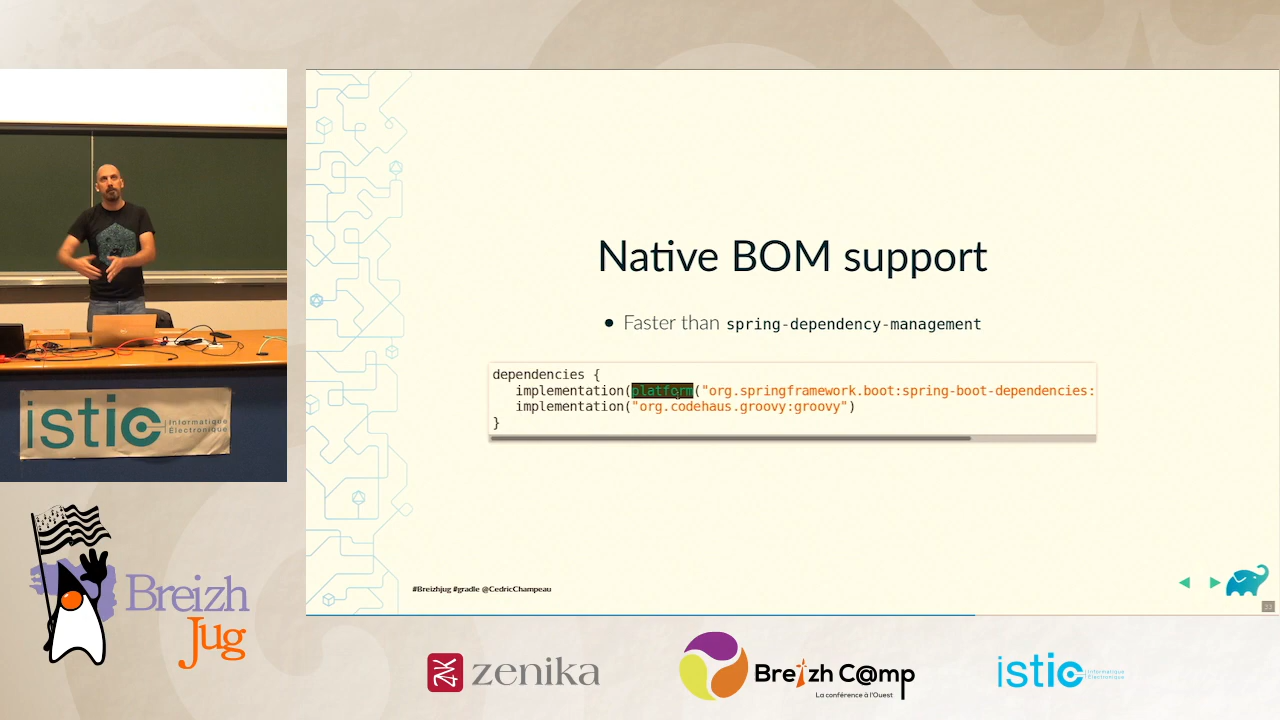 Native BOM support
Faster than spring-dependency-management
dependencies {
implementation(platform("org.springframework.boot:spring-boot-dependencies:
implementation("org.codehaus.groovy:groovy")
}
#Breizhjug #gradle @CedricChampeau
istic Informatique
Électronique
Breizh
Jug
zenika
Breizh C@mp
La conférence à l'Ouest
istic Informatique
Électronique